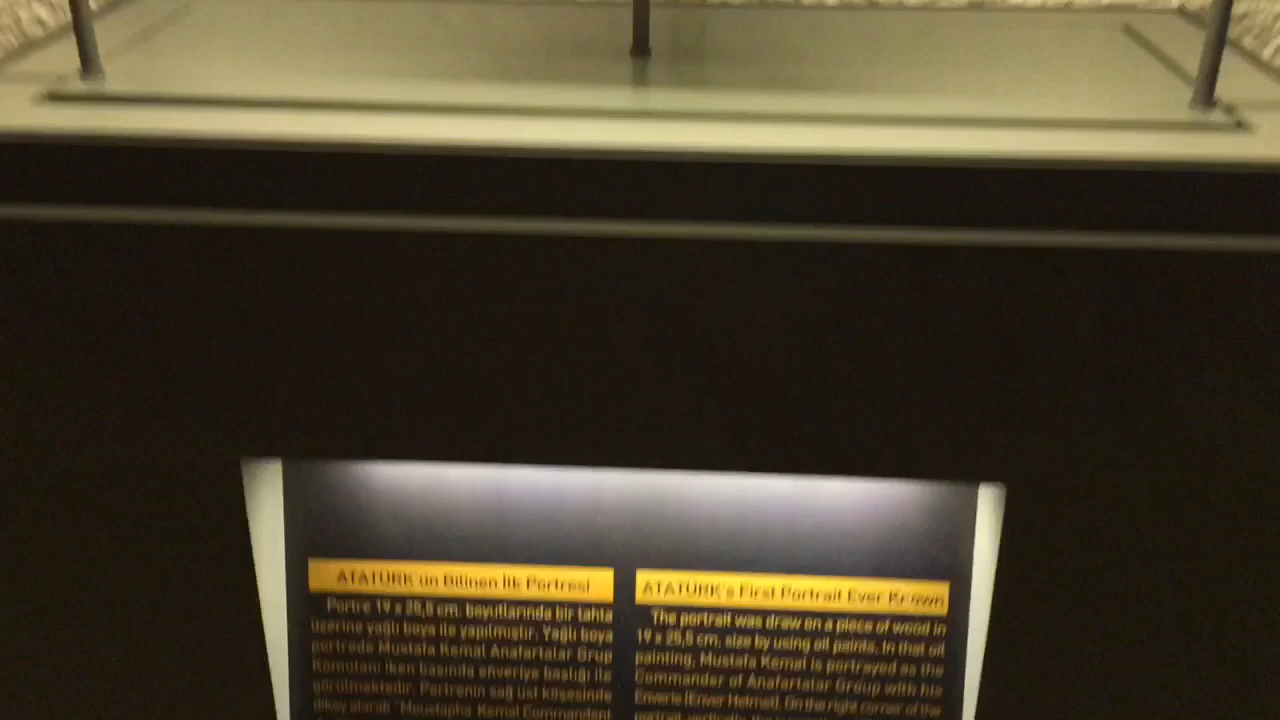 ATATÜRK'ün Bilinen İlk Portresi
Portre 19 x 25,5 cm. boyutlarında bir tahta
üzerine yağlı boya ile yapılmıştır. Yağlı boya
Mustafa Kemal Anafartalar Grup
Komutanı iken başında enveriye başlığı ile
görülmektedir. Portrenin sağ üst köşesinde
"Moustapha Kemal Commandant
ATATÜRK's First Portrait Ever Known
The portrait was draw on a piece of wood in
19 x 25,5 cm. size by using oil paints. In that oil
painting, Mustafa Kemal is portrayed as the
Commander of Anafartalar Group with his
Enverie (Enver Helmet). On the right corner of the